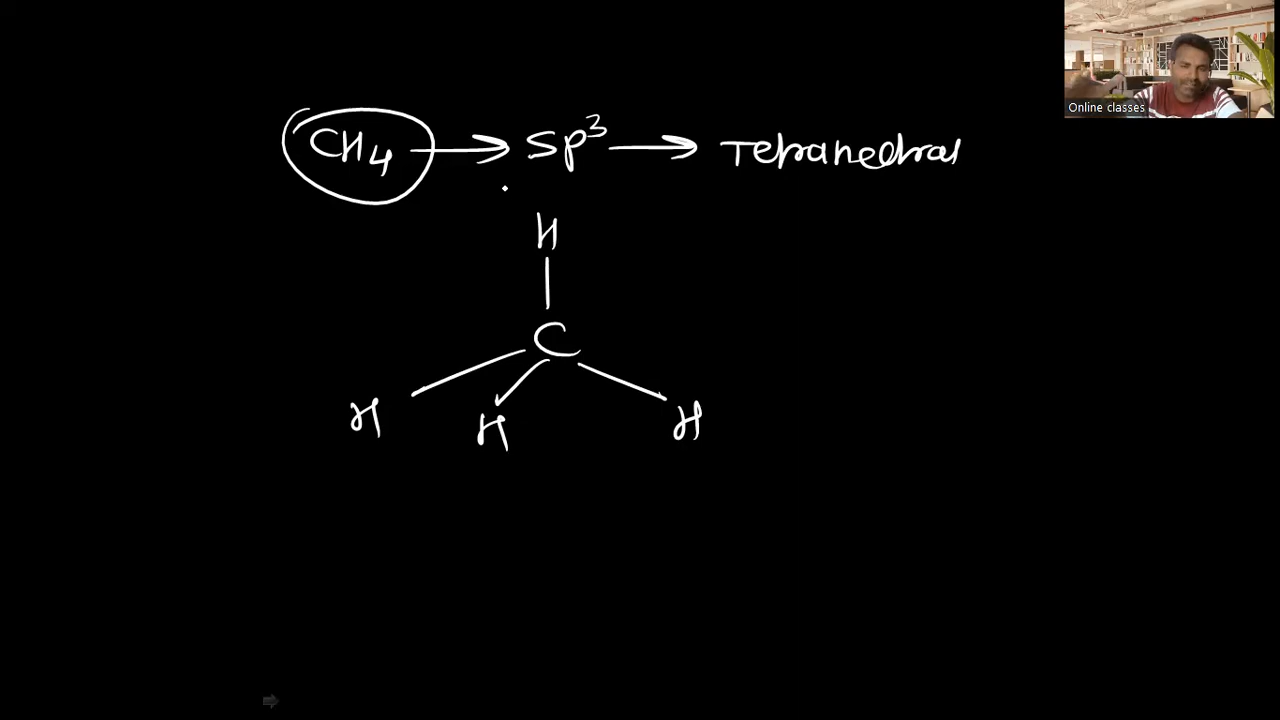 CH4 → Sp³ → Tetrahedral
H
C
H H H
Online classes